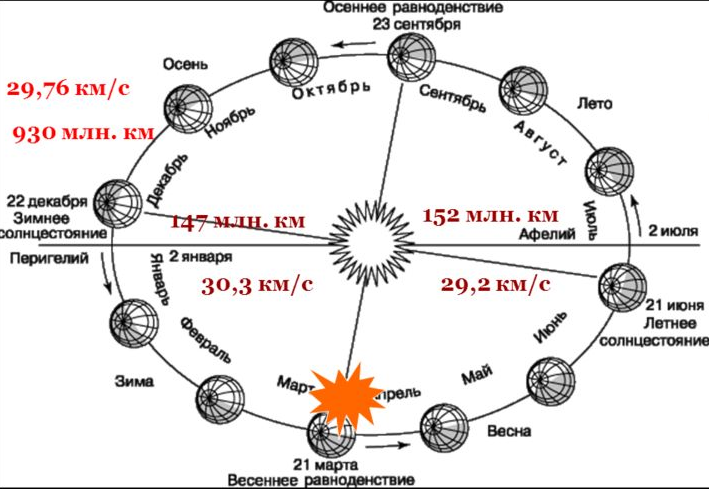 Осеннее равноденствие
23 сентября
Осень
29,76 км/с
Октябрь
Сентябрь
Лето
930 млн. км
Ноябрь
Август
Декабрь
22 декабря
Зимнее
солнцестояние
147 млн. км
152 млн. км
Июль
2 июля
Афелий
Перигелий
2 января
30,3 км/с
29,2 км/с
Январь
21 июня
Летнее
солнцестояние
Февраль
Июнь
Зима
Март
прель
Май
Весна
21 марта
Весеннее равноденствие